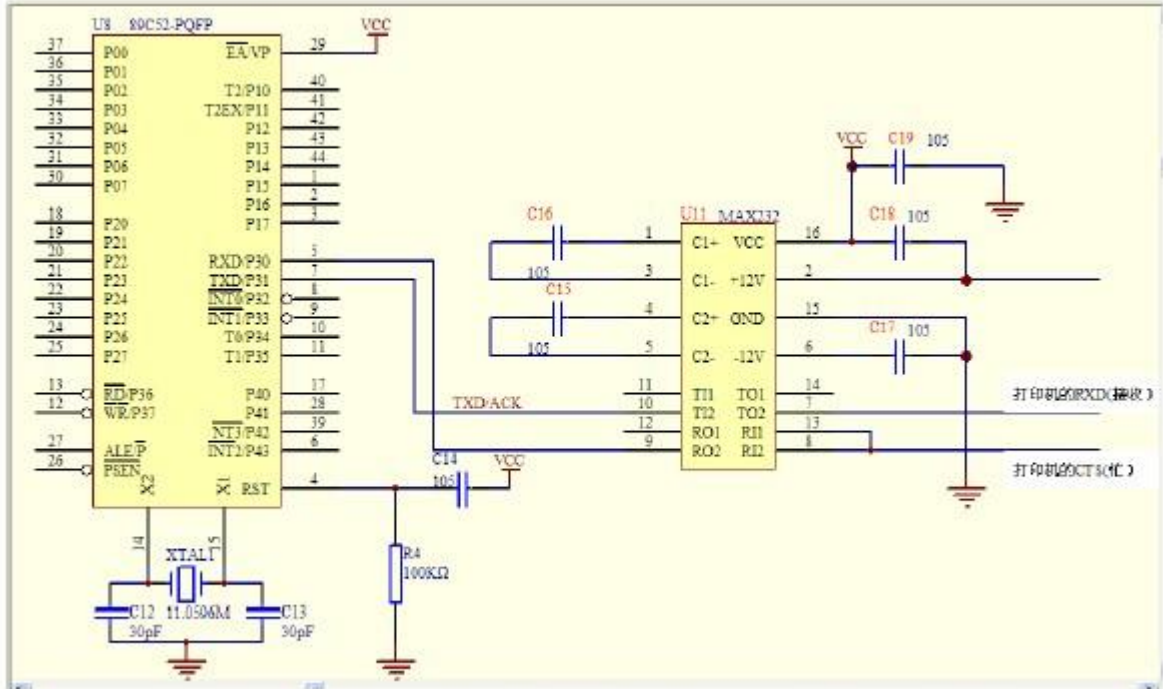 U8 89C52-PQFP
VCC
37 P00 EA/VP 29
36 P01
35 P02 T2/P10 40
34 P03 T2EX/P11 41
33 P04 P12 42
32 P05 P13 43
31 P06 P14 44
30 P07 P15 1
P16 2
18 P20 P17 3
19 P21
20 P22 RXD/P30 5
21 P23 TXD/P31 7
22 P24 INT0/P32 8
23 P25 INT1/P33 9
24 P26 T0/P34 10
25 P27 T1/P35 11
13 RD/P36 P40 17
12 WR/P37 P41 28
NT3/P42 39
27 ALE/P INT2/P43 6
26 PSEN
X2 X1 RST 4
14 15
XTAL1
11.0596M
C12
30pF
C13
30pF
R4
100KΩ
C14
105
VCC
TXD/ACK
C16
105
C15
105
U11 MAX232
1 C1+ VCC 16
3 C1- +12V 2
4 C2+ GND 15
5 C2- -12V 6
11 TI1 TO1 14
10 TI2 TO2 7
12 RO1 RI1 13
9 RO2 RI2 8
VCC
C19 105
C18 105
C17 105
打印机的RXD(接收)
打印机的CTS(忙)